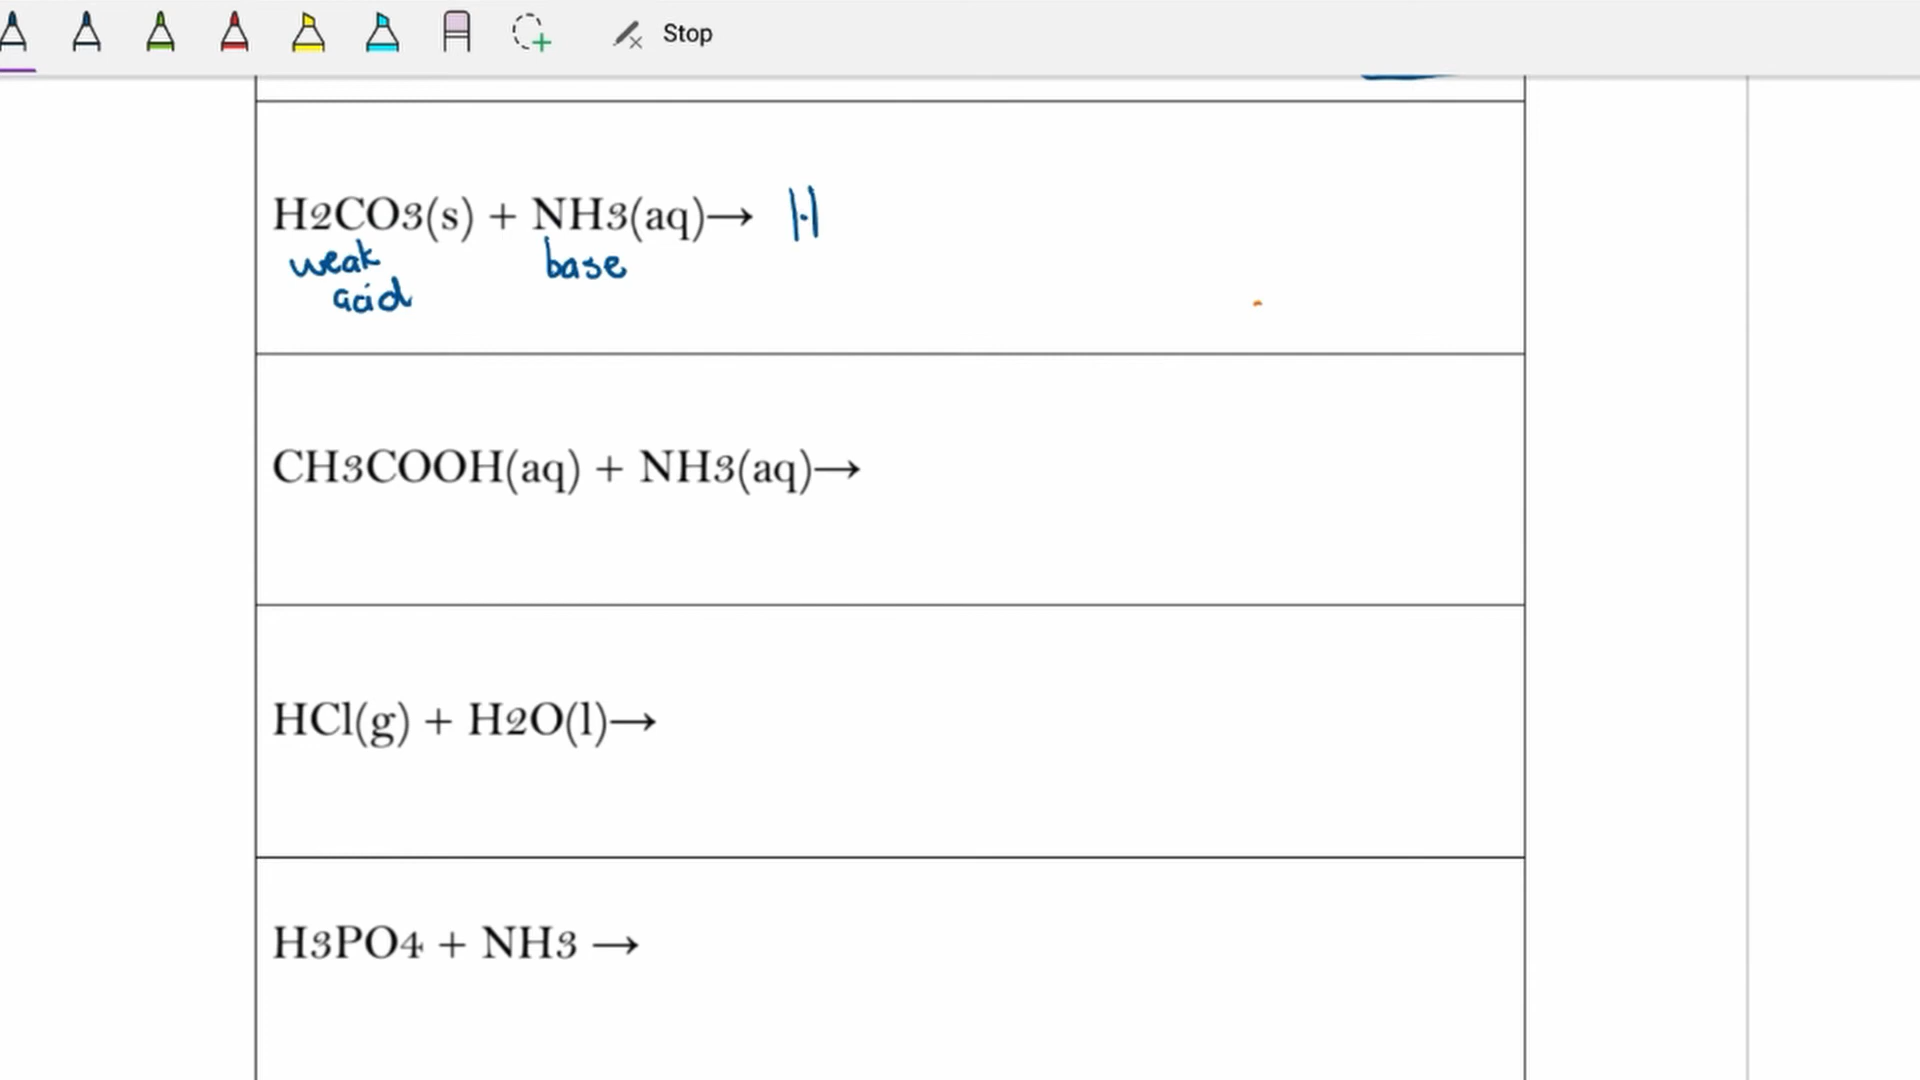 Stop
H2CO3(s) + NH3(aq)→ H
weak base
acid
CH3COOH(aq) + NH3(aq)→
HCl(g) + H2O(l)→
H3PO4 + NH3 →